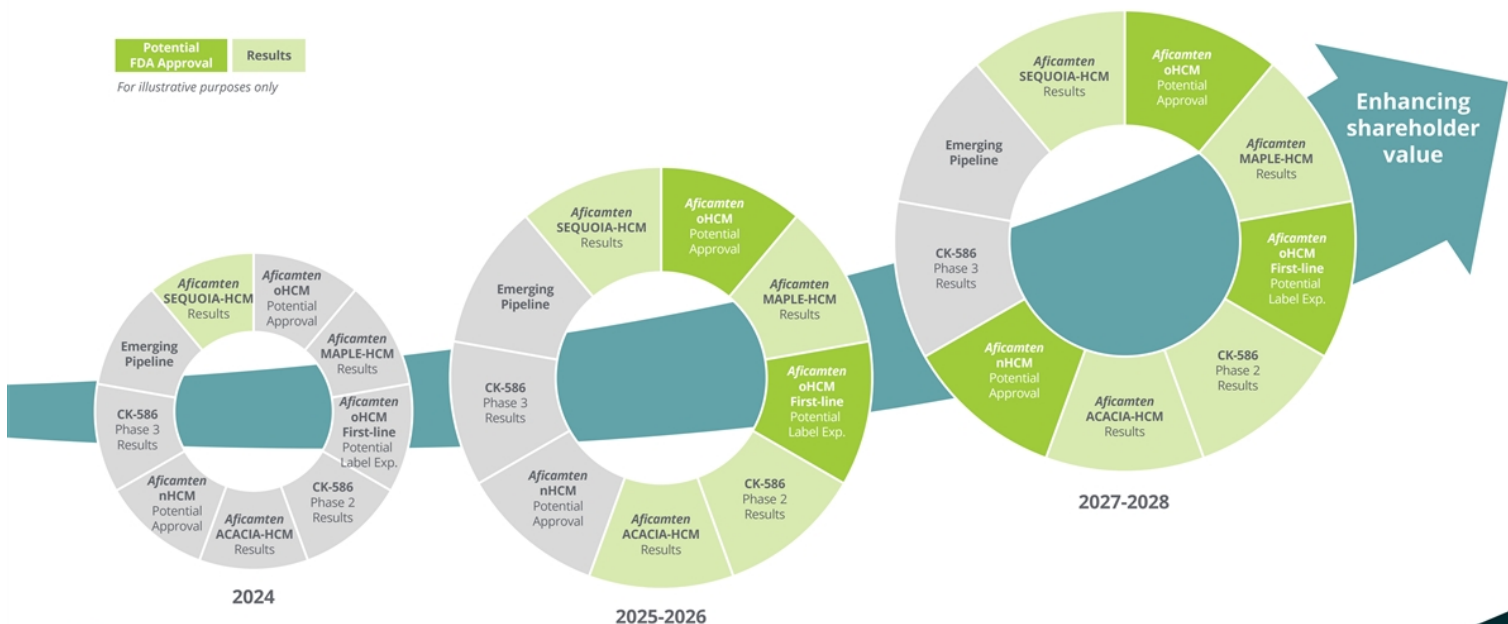 Potential
FDA Approval
Results
For illustrative purposes only
Aficamten
SEQUOIA-HCM
Results
Aficamten
oHCM
Potential
Approval
Aficamten
MAPLE-HCM
Results
Aficamten
oHCM
First-line
Potential
Label Exp.
CK-586
Phase 2
Results
Aficamten
ACACIA-HCM
Results
Aficamten
nHCM
Potential
Approval
CK-586
Phase 3
Results
Emerging
Pipeline
2024
Aficamten
SEQUOIA-HCM
Results
Aficamten
oHCM
Potential
Approval
Aficamten
MAPLE-HCM
Results
Aficamten
oHCM
First-line
Potential
Label Exp.
CK-586
Phase 2
Results
Aficamten
ACACIA-HCM
Results
Aficamten
nHCM
Potential
Approval
CK-586
Phase 3
Results
Emerging
Pipeline
2025-2026
Aficamten
SEQUOIA-HCM
Results
Aficamten
oHCM
Potential
Approval
Aficamten
MAPLE-HCM
Results
Aficamten
oHCM
First-line
Potential
Label Exp.
CK-586
Phase 2
Results
Aficamten
ACACIA-HCM
Results
Aficamten
nHCM
Potential
Approval
CK-586
Phase 3
Results
Emerging
Pipeline
2027-2028
Enhancing
shareholder
value